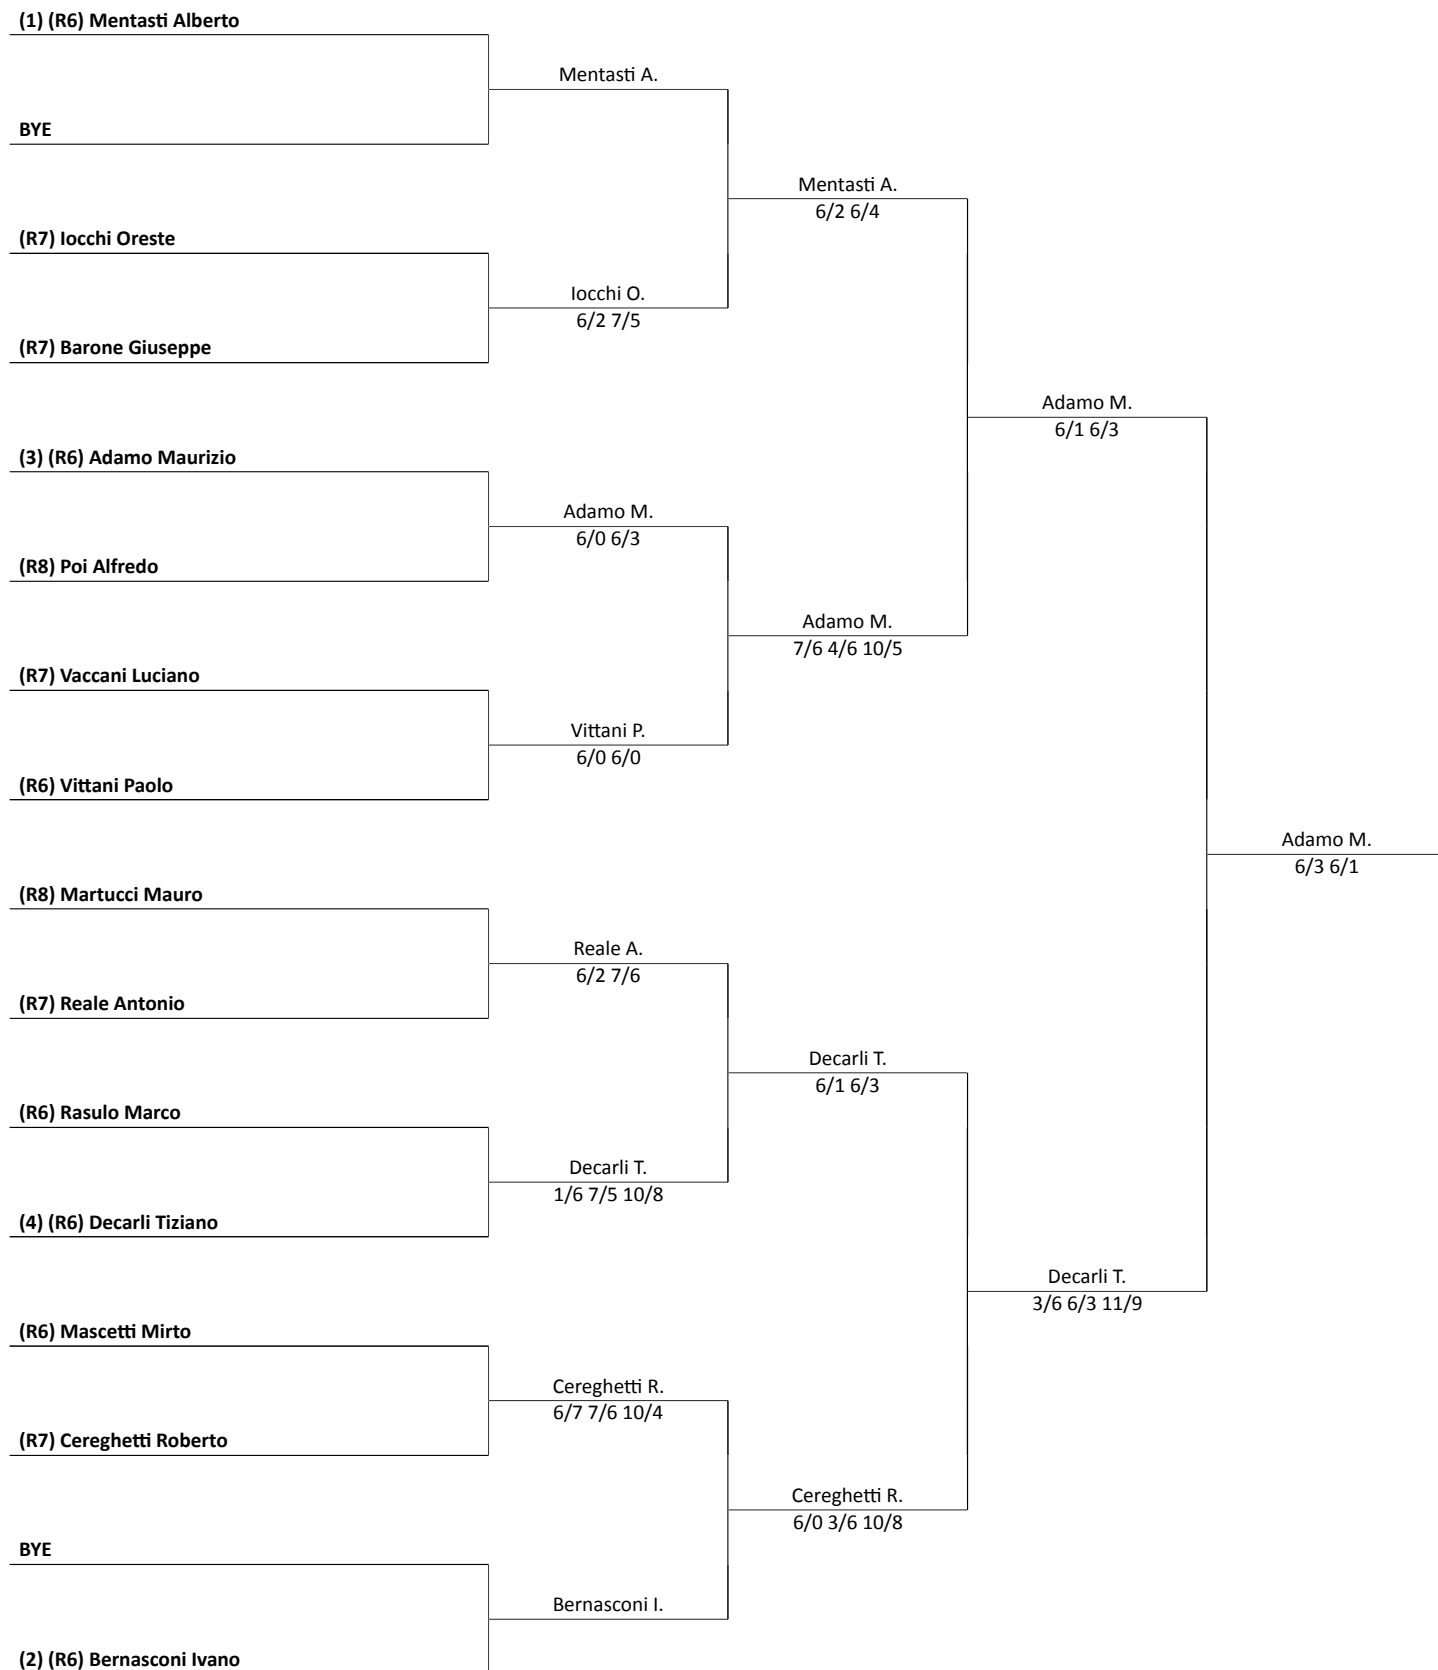 (1) (R6) Mentasti Alberto
Mentasti A.
BYE
Mentasti A.
6/2 6/4
(R7) Iocchi Oreste
Iocchi O.
6/2 7/5
(R7) Barone Giuseppe
Adamo M.
6/1 6/3
(3) (R6) Adamo Maurizio
Adamo M.
6/0 6/3
(R8) Poi Alfredo
Adamo M.
7/6 4/6 10/5
(R7) Vaccani Luciano
Vittani P.
6/0 6/0
(R6) Vittani Paolo
Adamo M.
6/3 6/1
(R8) Martucci Mauro
Reale A.
6/2 7/6
(R7) Reale Antonio
Decarli T.
6/1 6/3
(R6) Rasulo Marco
Decarli T.
1/6 7/5 10/8
(4) (R6) Decarli Tiziano
Decarli T.
3/6 6/3 11/9
(R6) Mascetti Mirto
Cereghetti R.
6/7 7/6 10/4
(R7) Cereghetti Roberto
Cereghetti R.
6/0 3/6 10/8
BYE
Bernasconi I.
(2) (R6) Bernasconi Ivano